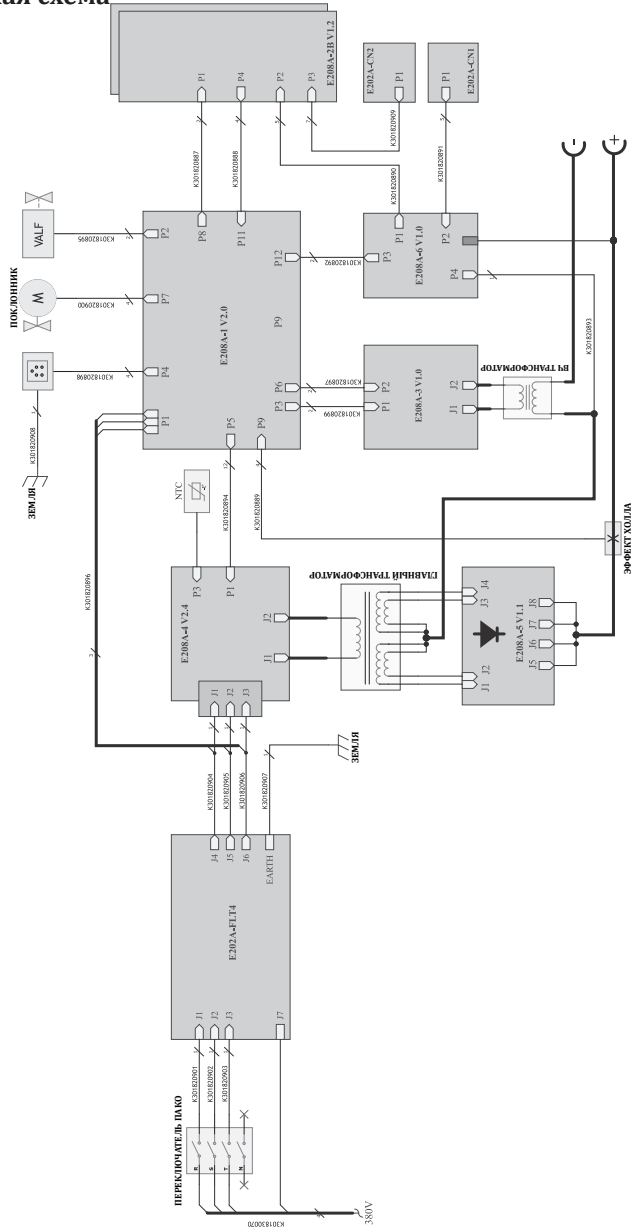 ная схема
E208A-2B V1.2
P1
P4
P2
P3
E202A-CN2
P1
E202A-CN1
P1
K301820887
K301820888
K301820890
K301820909
K301820891
VALF
K301820895
ПОКЛОННИК
M
K301820900
K301820898
K301820908
ЗЕМЛЯ
E208A-1 V2.0
P2
P7
P4
P1
P8
P11
P12
P9
P6
P3
P5
P9
K301820892
K301820897
K301820899
K301820894
K301820889
K301820896
E208A-6 V1.0
P1
P2
P3
P4
K301820893
E208A-3 V1.0
P2
P1
J2
J1
ВЧ ТРАНСФОРМАТОР
-
+
NTC
E208A-4 V2.4
P3
P1
J2
J1
J1
J2
J3
ГЛАВНЫЙ ТРАНСФОРМАТОР
E208A-5 V1.1
J4
J3
J2
J1
J8
J7
J6
J5
ЭФФЕКТ ХОЛЛА
K301820904
K301820905
K301820906
K301820907
ЗЕМЛЯ
E202A-FLT4
J4
J5
J6
EARTH
J1
J2
J3
J7
K301820901
K301820902
K301820903
ПЕРЕКЛЮЧАТЕЛЬ ПАКО
R
S
T
N
K301830070
380V